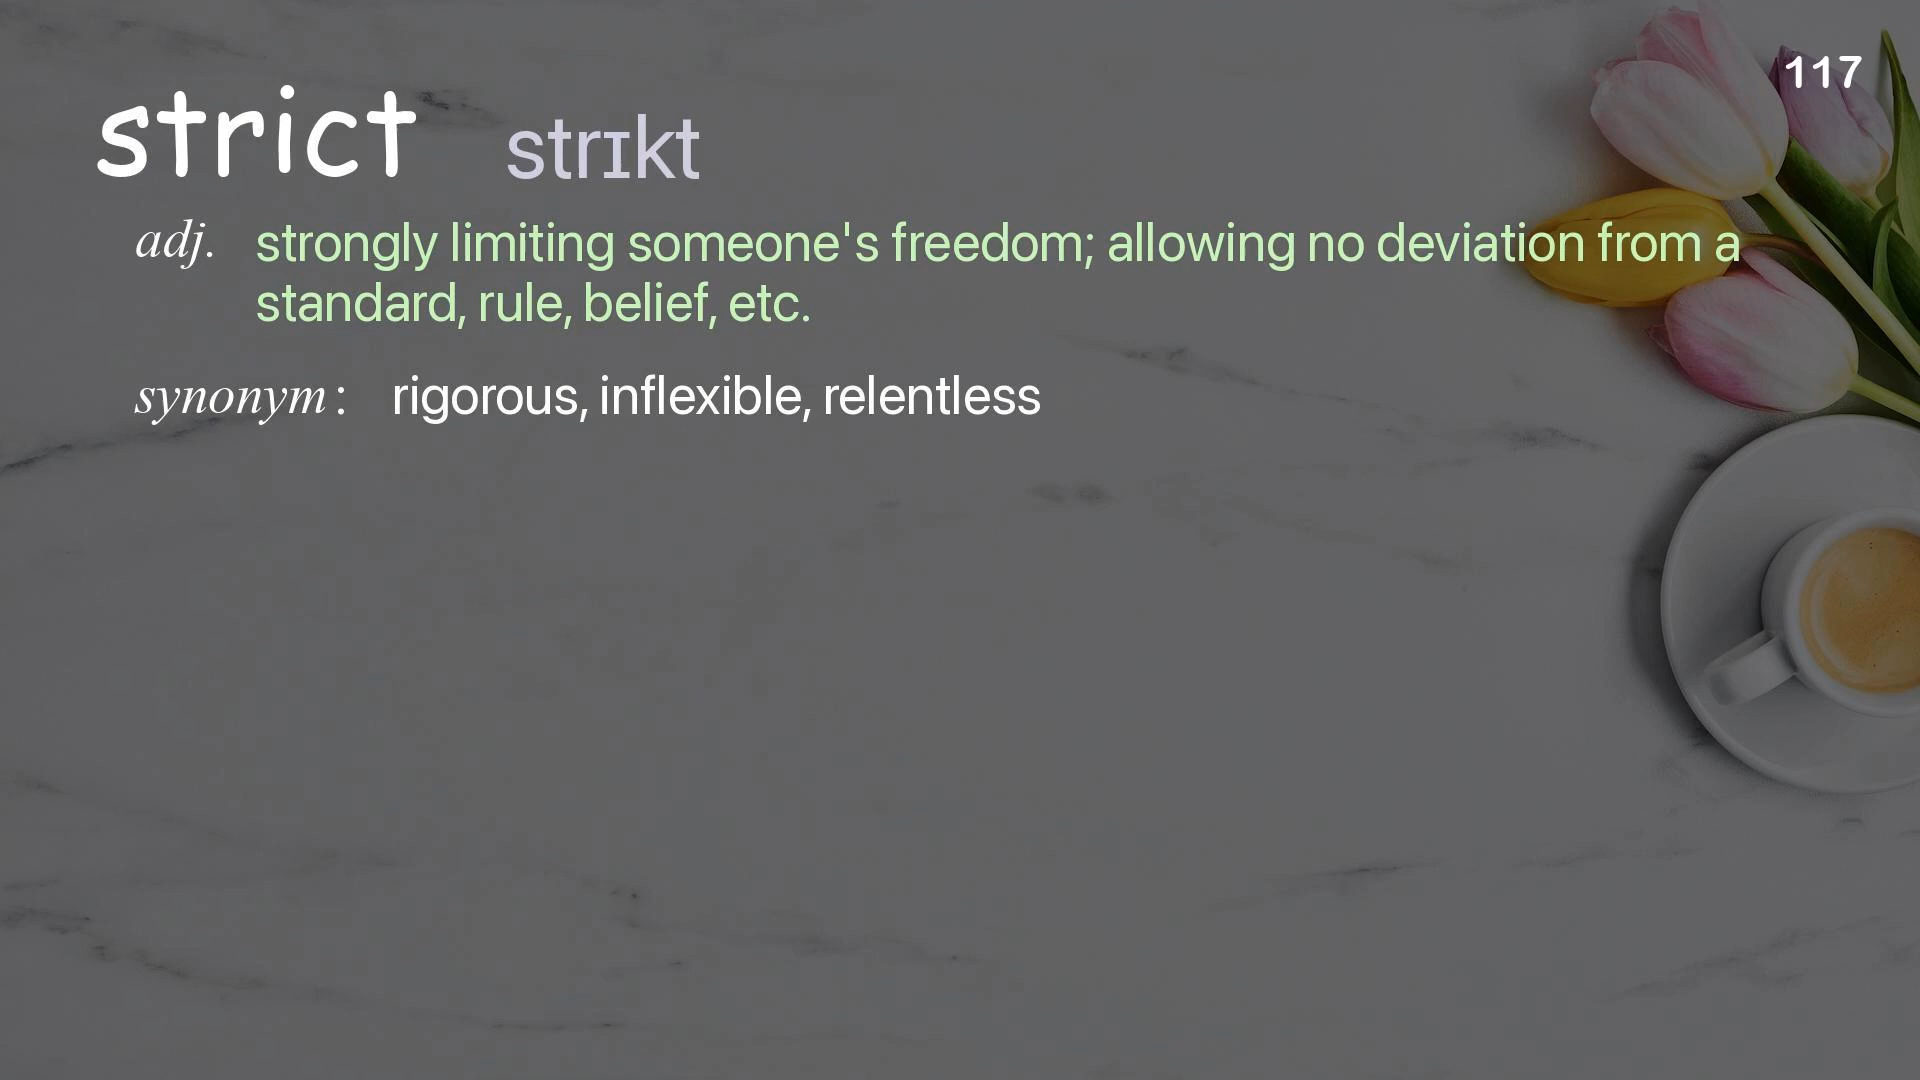 117
strict strɪkt
adj. strongly limiting someone's freedom; allowing no deviation from a
standard, rule, belief, etc.
synonym : rigorous, inflexible, relentless